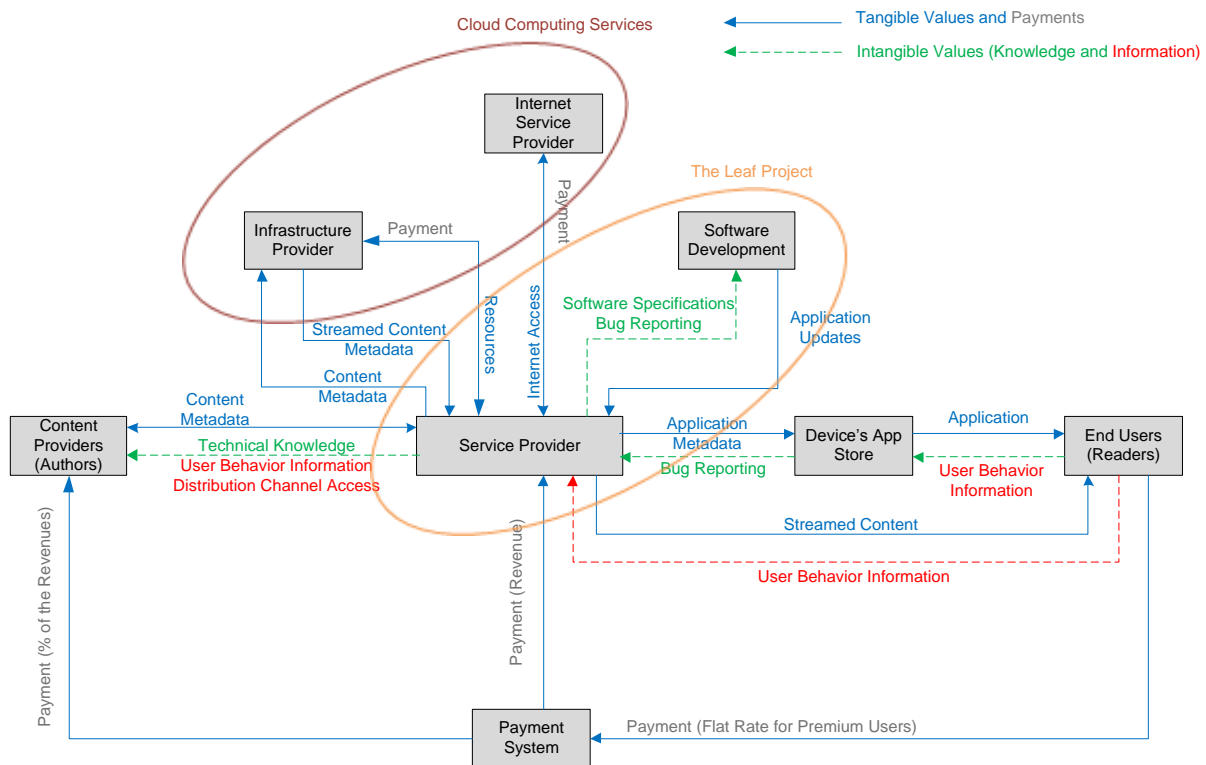 Cloud Computing Services
Tangible Values and Payments
Intangible Values (Knowledge and Information)
Internet
Service
Provider
The Leaf Project
Payment
Infrastructure
Provider
Payment
Software
Development
Software Specifications
Bug Reporting
Application
Updates
Resources
Internet Access
Streamed Content
Metadata
Content
Metadata
Content
Metadata
Content
Providers
(Authors)
Technical Knowledge
User Behavior Information
Distribution Channel Access
Service Provider
Application
Metadata
Bug Reporting
Device's App
Store
Application
User Behavior
Information
End Users
(Readers)
Streamed Content
User Behavior Information
Payment (% of the Revenues)
Payment (Revenue)
Payment
System
Payment (Flat Rate for Premium Users)